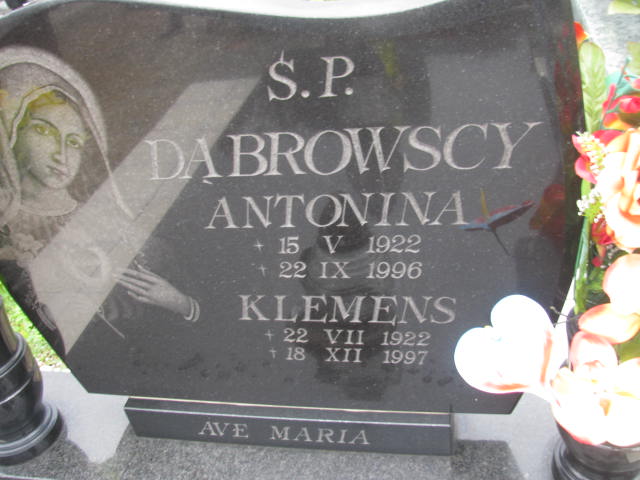 Ś.P.
DĄBROWSCY
ANTONINA
+ 15 V 1922
+ 22 IX 1996
KLEMENS
+ 22 VII 1922
+ 18 XII 1997
AVE MARIA